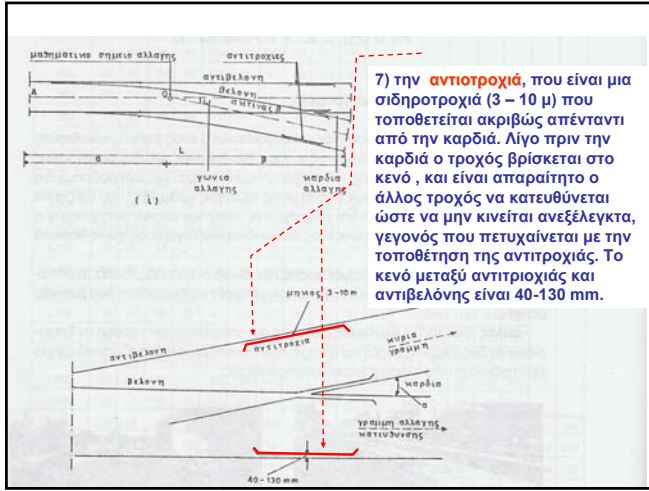 μαθηματικο σημειο αλλαγης
αντιτροχιες
αντιβελονη
βελονη
ακτινας β
A
O
L
α
β
γωνια
αλλαγης
καρδια
αλλαγης
( i )
7) την αντιοτροχιά, που είναι μια
σιδηροτροχιά (3 – 10 μ) που
τοποθετείται ακριβώς απέναντι
από την καρδιά. Λίγο πριν την
καρδιά ο τροχός βρίσκεται στο
κενό , και είναι απαραίτητο ο
άλλος τροχός να κατευθύνεται
ώστε να μην κινείται ανεξέλεγκτα,
γεγονός που πετυχαίνεται με την
τοποθέτηση της αντιτροχιάς. Το
κενό μεταξύ αντιτριοχιάς και
αντιβελόνης είναι 40-130 mm.
μηκος 3-10m
αντιτροχια
αντιβελονη
κυρια
γραμμη
βελονη
καρδια
α
γραμμη αλλαγης
κατευθυνσης
40-130 mm